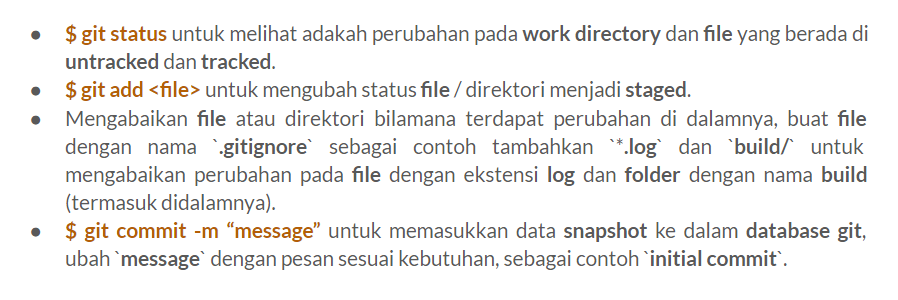 ● $ git status untuk melihat adakah perubahan pada work directory dan file yang berada di
untracked dan tracked.
● $ git add <file> untuk mengubah status file / direktori menjadi staged.
● Mengabaikan file atau direktori bilamana terdapat perubahan di dalamnya, buat file
dengan nama `.gitignore` sebagai contoh tambahkan `*.log` dan `build/` untuk
mengabaikan perubahan pada file dengan ekstensi log dan folder dengan nama build
(termasuk didalamnya).
● $ git commit -m “message” untuk memasukkan data snapshot ke dalam database git,
ubah `message` dengan pesan sesuai kebutuhan, sebagai contoh `initial commit`.